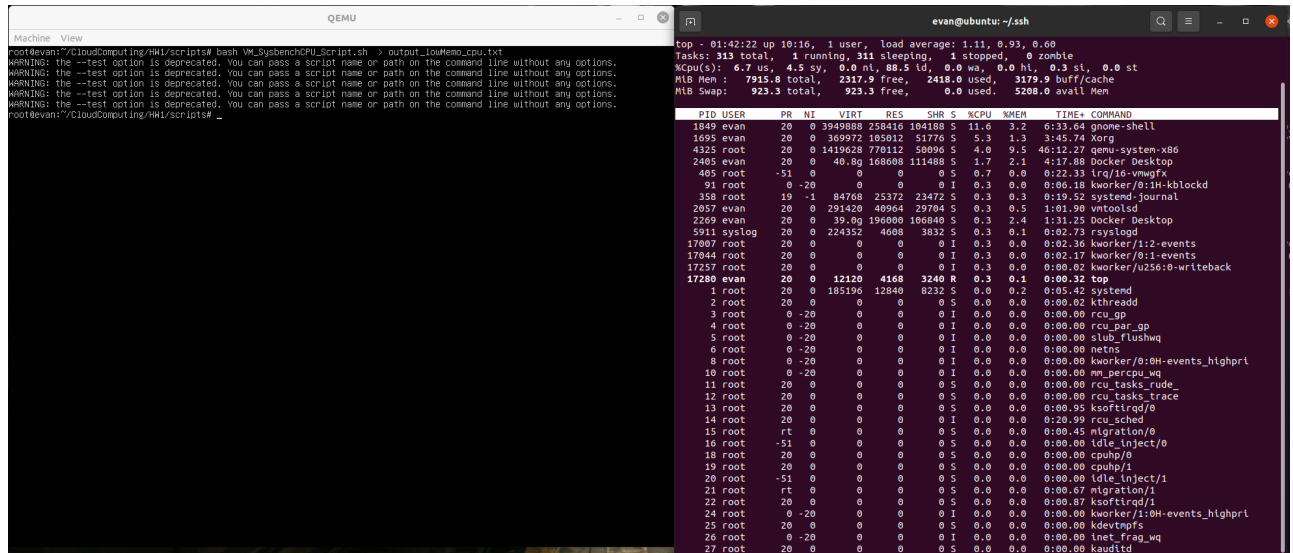 QEMU
Machine View
root@evan:~/CloudComputing/HW1/scripts# bash VM_SysbenchCPU_Script.sh > output_lowMemo_cpu.txt
WARNING: the --test option is deprecated. You can pass a script name or path on the command line without any options.
WARNING: the --test option is deprecated. You can pass a script name or path on the command line without any options.
WARNING: the --test option is deprecated. You can pass a script name or path on the command line without any options.
WARNING: the --test option is deprecated. You can pass a script name or path on the command line without any options.
WARNING: the --test option is deprecated. You can pass a script name or path on the command line without any options.
root@evan:~/CloudComputing/HW1/scripts# _
evan@ubuntu: ~/.ssh
top - 01:42:22 up 10:16, 1 user, load average: 1.11, 0.93, 0.60
Tasks: 313 total, 1 running, 311 sleeping, 1 stopped, 0 zombie
%Cpu(s): 6.7 us, 4.5 sy, 0.0 ni, 88.5 id, 0.0 wa, 0.0 hi, 0.3 si, 0.0 st
MiB Mem : 7915.8 total, 2317.9 free, 2418.0 used, 3179.9 buff/cache
MiB Swap: 923.3 total, 923.3 free, 0.0 used. 5208.0 avail Mem
PID USER PR NI VIRT RES SHR S %CPU %MEM TIME+ COMMAND
1849 evan 20 0 3949888 258416 104188 S 11.6 3.2 6:33.64 gnome-shell
1695 evan 20 0 369972 105012 51776 S 5.3 1.3 3:45.74 Xorg
4325 root 20 0 1419628 770112 50096 S 4.0 9.5 46:12.27 qemu-system-x86
2405 evan 20 0 40.8g 168608 111488 S 1.7 2.1 4:17.88 Docker Desktop
405 root -51 0 0 0 0 S 0.7 0.0 0:22.33 irq/16-vmwgfx
91 root 0 -20 0 0 0 I 0.3 0.0 0:06.18 kworker/0:1H-kblockd
358 root 19 -1 84768 25372 23472 S 0.3 0.3 0:19.52 systemd-journal
2057 evan 20 0 291420 40964 29704 S 0.3 0.5 1:01.90 vmtoolsd
2269 evan 20 0 39.0g 196000 106840 S 0.3 2.4 1:31.25 Docker Desktop
5911 syslog 20 0 224352 4608 3832 S 0.3 0.1 0:02.73 rsyslogd
17007 root 20 0 0 0 0 I 0.3 0.0 0:02.36 kworker/1:2-events
17044 root 20 0 0 0 0 I 0.3 0.0 0:02.17 kworker/0:1-events
17257 root 20 0 0 0 0 I 0.3 0.0 0:00.02 kworker/u256:0-writeback
17280 evan 20 0 12120 4168 3240 R 0.3 0.1 0:00.32 top
1 root 20 0 185196 12840 8232 S 0.0 0.2 0:05.42 systemd
2 root 20 0 0 0 0 S 0.0 0.0 0:00.02 kthreadd
3 root 0 -20 0 0 0 I 0.0 0.0 0:00.00 rcu_gp
4 root 0 -20 0 0 0 I 0.0 0.0 0:00.00 rcu_par_gp
5 root 0 -20 0 0 0 I 0.0 0.0 0:00.00 slub_flushwq
6 root 0 -20 0 0 0 I 0.0 0.0 0:00.00 netns
8 root 0 -20 0 0 0 I 0.0 0.0 0:00.00 kworker/0:0H-events_highpri
10 root 0 -20 0 0 0 I 0.0 0.0 0:00.00 mm_percpu_wq
11 root 20 0 0 0 0 S 0.0 0.0 0:00.00 rcu_tasks_rude_
12 root 20 0 0 0 0 S 0.0 0.0 0:00.00 rcu_tasks_trace
13 root 20 0 0 0 0 S 0.0 0.0 0:00.95 ksoftirqd/0
14 root 20 0 0 0 0 I 0.0 0.0 0:20.99 rcu_sched
15 root rt 0 0 0 0 S 0.0 0.0 0:00.45 migration/0
16 root -51 0 0 0 0 S 0.0 0.0 0:00.00 idle_inject/0
18 root 20 0 0 0 0 S 0.0 0.0 0:00.00 cpuhp/0
19 root 20 0 0 0 0 S 0.0 0.0 0:00.00 cpuhp/1
20 root -51 0 0 0 0 S 0.0 0.0 0:00.00 idle_inject/1
21 root rt 0 0 0 0 S 0.0 0.0 0:00.67 migration/1
22 root 20 0 0 0 0 S 0.0 0.0 0:00.87 ksoftirqd/1
24 root 0 -20 0 0 0 I 0.0 0.0 0:00.00 kworker/1:0H-events_highpri
25 root 20 0 0 0 0 S 0.0 0.0 0:00.00 kdevtmpfs
26 root 0 -20 0 0 0 I 0.0 0.0 0:00.00 inet_frag_wq
27 root 20 0 0 0 0 S 0.0 0.0 0:00.00 kauditd